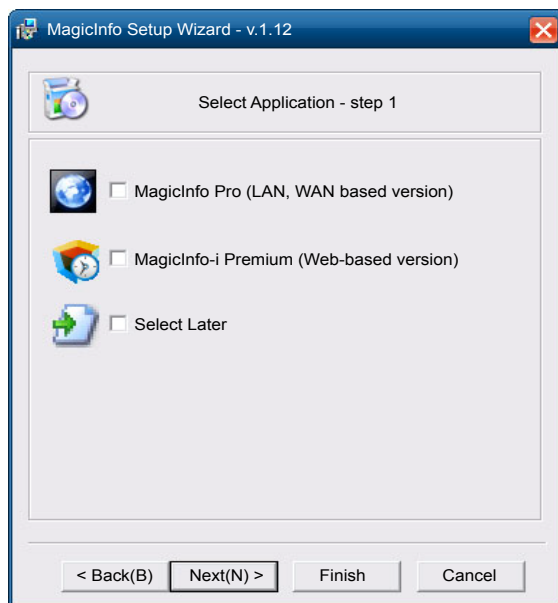 MagicInfo Setup Wizard - v.1.12
Select Application - step 1
MagicInfo Pro (LAN, WAN based version)
MagicInfo-i Premium (Web-based version)
Select Later
< Back(B) Next(N) > Finish Cancel